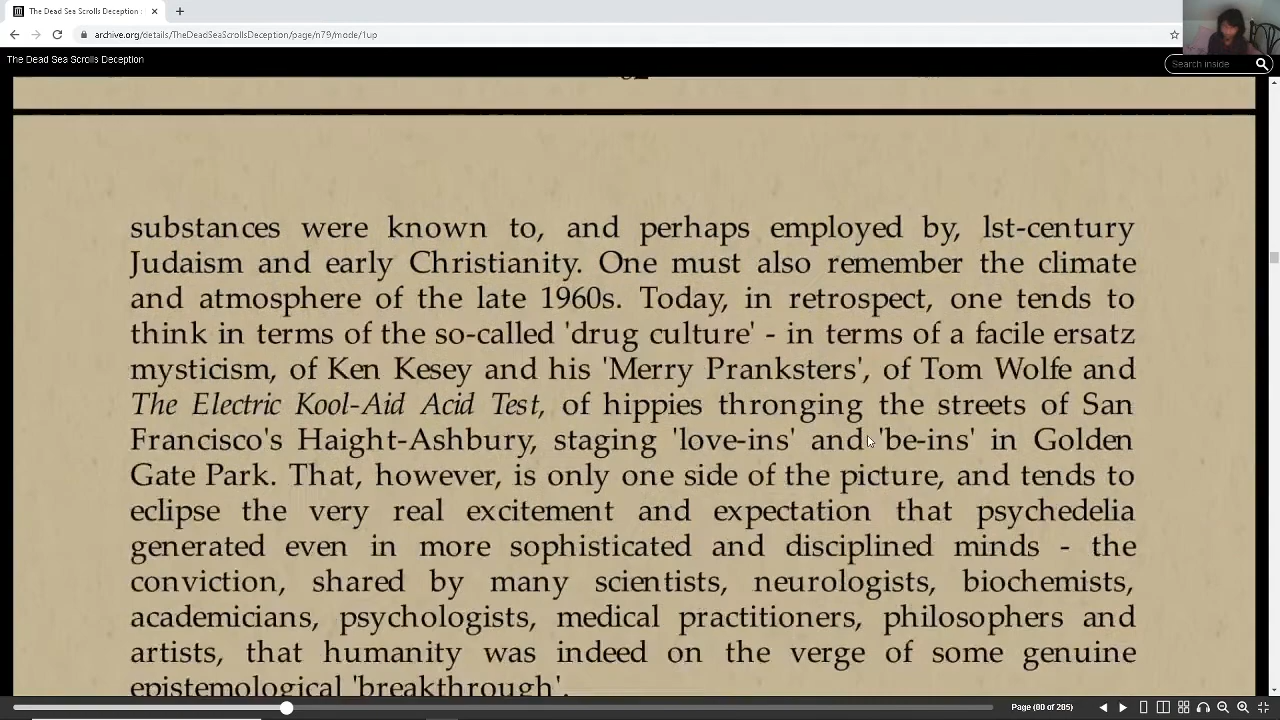 The Dead Sea Scrolls Deception :
archive.org/details/TheDeadSeaScrollsDeception/page/n79/mode/1up
The Dead Sea Scrolls Deception
Search inside
substances were known to, and perhaps employed by, lst-century
Judaism and early Christianity. One must also remember the climate
and atmosphere of the late 1960s. Today, in retrospect, one tends to
think in terms of the so-called 'drug culture' - in terms of a facile ersatz
mysticism, of Ken Kesey and his 'Merry Pranksters', of Tom Wolfe and
The Electric Kool-Aid Acid Test, of hippies thronging the streets of San
Francisco's Haight-Ashbury, staging 'love-ins' and 'be-ins' in Golden
Gate Park. That, however, is only one side of the picture, and tends to
eclipse the very real excitement and expectation that psychedelia
generated even in more sophisticated and disciplined minds - the
conviction, shared by many scientists, neurologists, biochemists,
academicians, psychologists, medical practitioners, philosophers and
artists, that humanity was indeed on the verge of some genuine
epistemological 'breakthrough'.
Page (80 of 285)